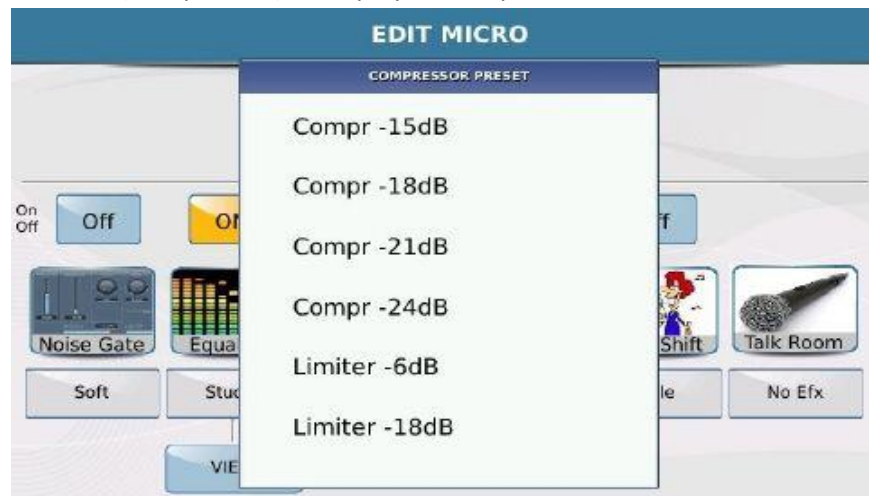 EDIT MICRO
COMPRESSOR PRESET
Compr -15dB
Compr -18dB
Compr -21dB
Compr -24dB
Limiter -6dB
Limiter -18dB
On
Off
Off
Noise Gate
Talk Room
Shift
Soft
No Efx